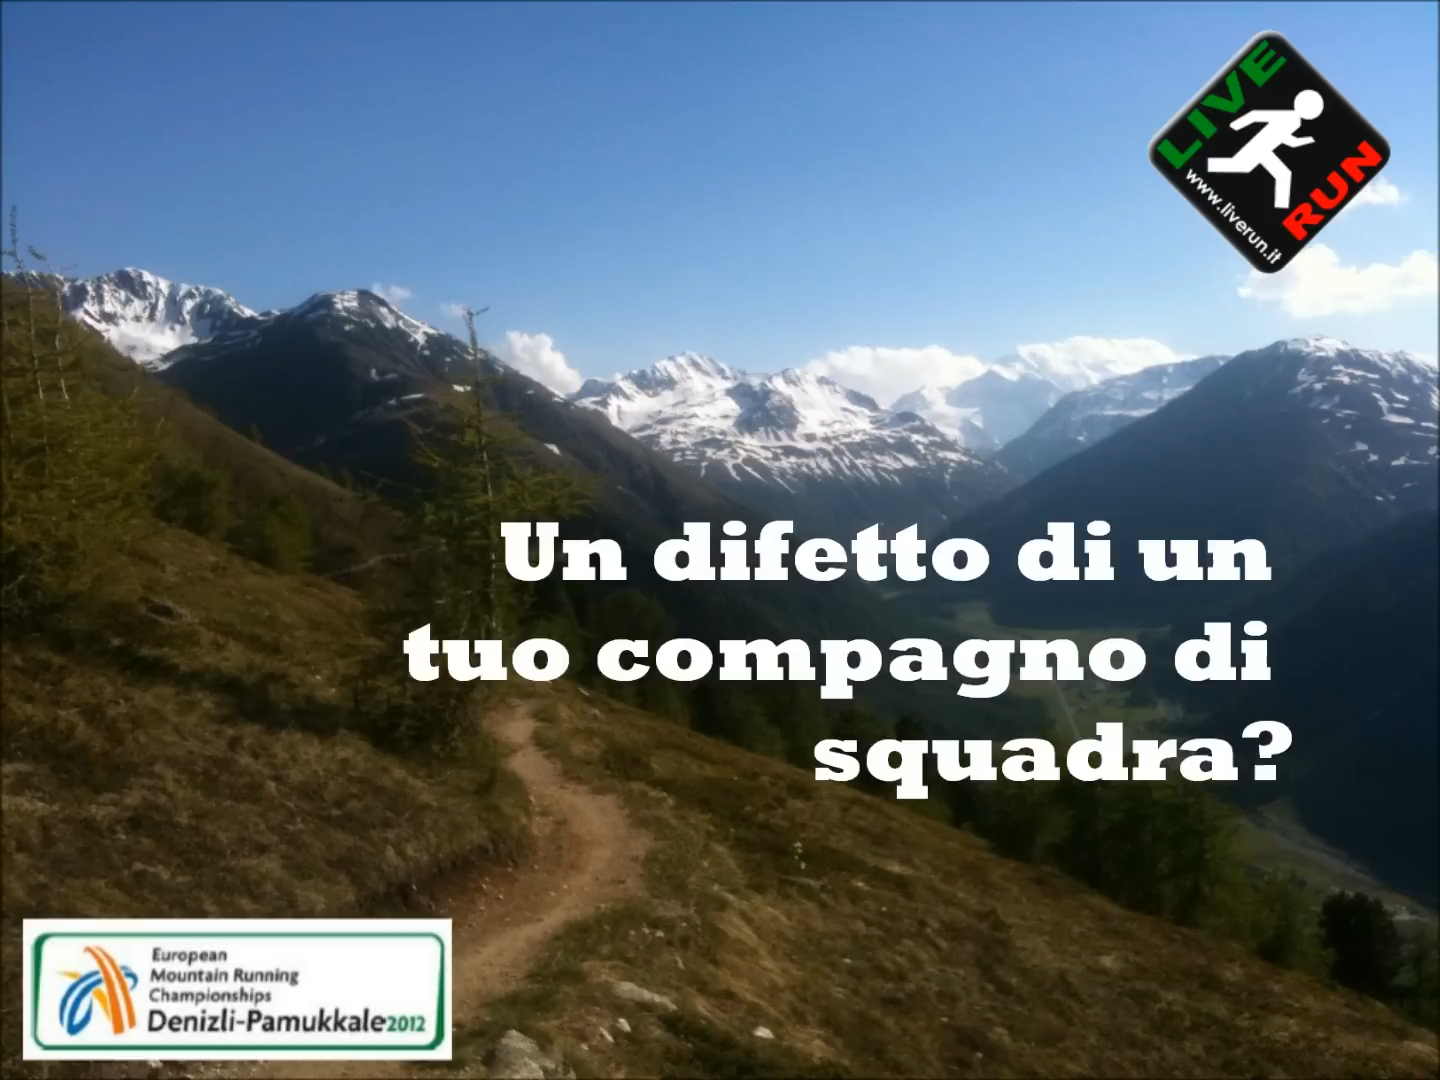 LIVE
RUN
www.liverun.it
Un difetto di un
tuo compagno di
squadra?
European
Mountain Running
Championships
Denizli-Pamukkale2012